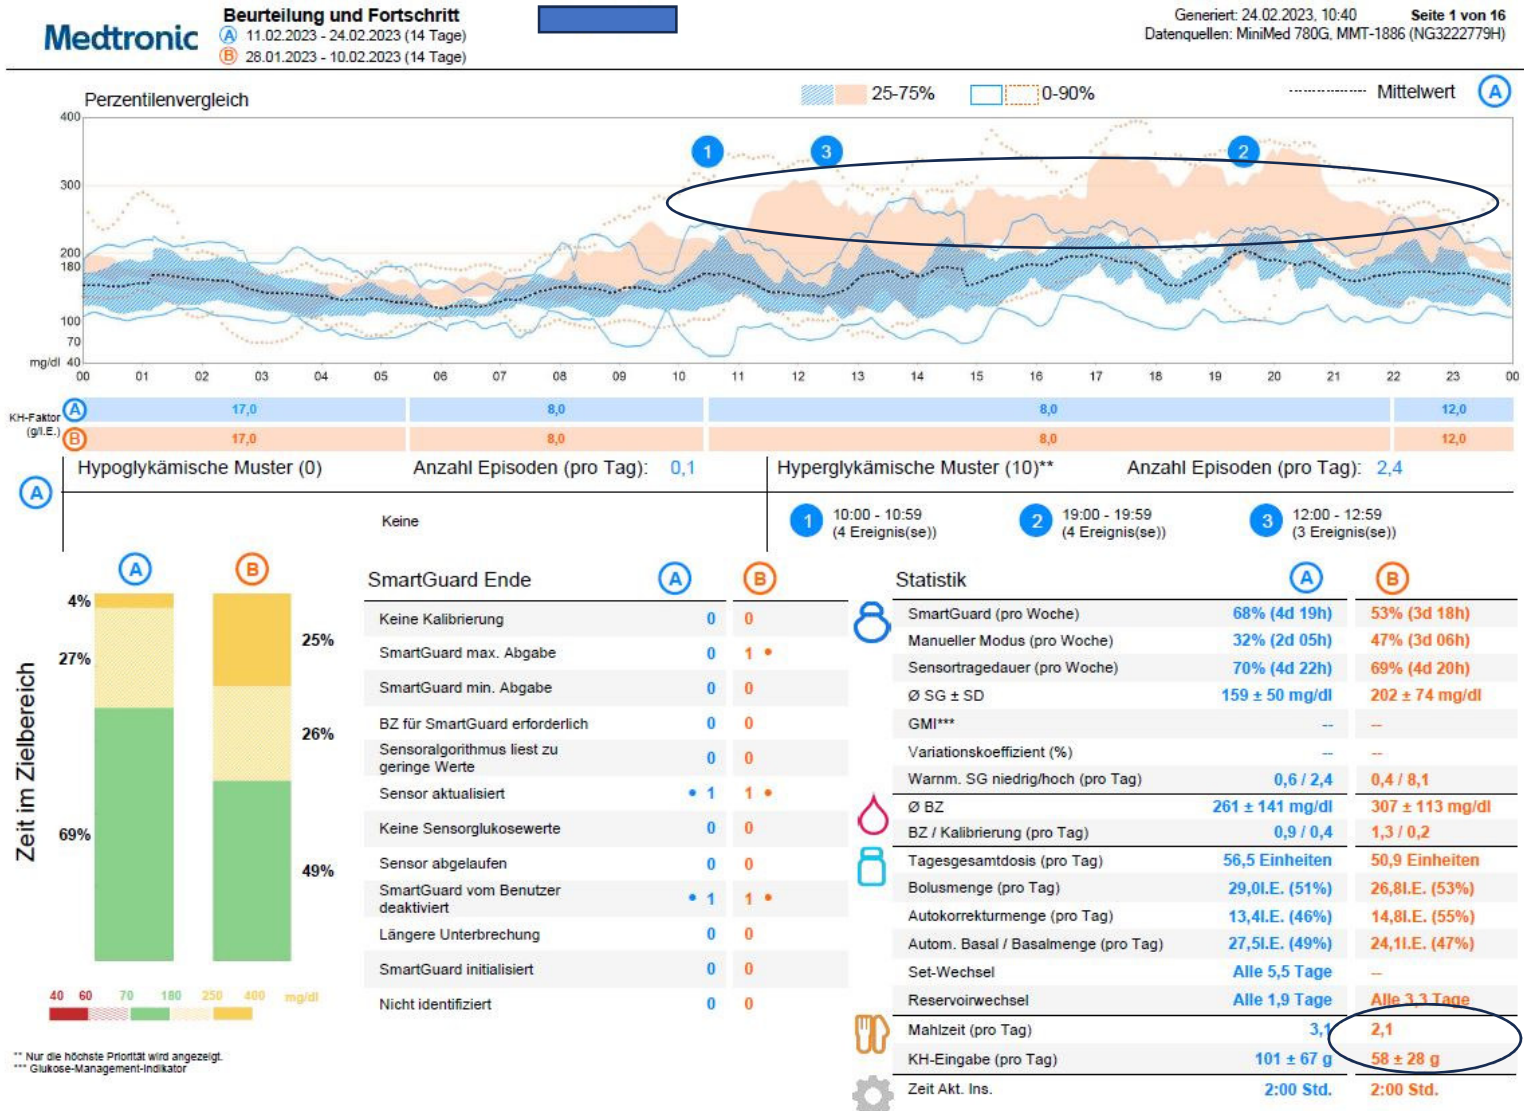 Medtronic
Beurteilung und Fortschritt
A 11.02.2023 - 24.02.2023 (14 Tage)
B 28.01.2023 - 10.02.2023 (14 Tage)
Generiert: 24.02.2023, 10:40 Seite 1 von 16
Datenquellen: MiniMed 780G, MMT-1886 (NG3222779H)
Perzentilenvergleich 25-75% 0-90% Mittelwert A
400
1 3 2
300
200
180
100
70
mg/dl 40
00 01 02 03 04 05 06 07 08 09 10 11 12 13 14 15 16 17 18 19 20 21 22 23 00
KH-Faktor (g/I.E.)
A 17,0 8,0 8,0 12,0
B 17,0 8,0 8,0 12,0
A
Hypoglykämische Muster (0) Anzahl Episoden (pro Tag): 0,1
Keine
Hyperglykämische Muster (10)** Anzahl Episoden (pro Tag): 2,4
1 10:00 - 10:59 (4 Ereignis(se))
2 19:00 - 19:59 (4 Ereignis(se))
3 12:00 - 12:59 (3 Ereignis(se))
Zeit im Zielbereich
A B
4%
27%
69%
25%
26%
49%
40 60 70 180 250 400 mg/dl
SmartGuard Ende A B
Keine Kalibrierung 0 0
SmartGuard max. Abgabe 0 1
SmartGuard min. Abgabe 0 0
BZ für SmartGuard erforderlich 0 0
Sensoralgorithmus liest zu geringe Werte 0 0
Sensor aktualisiert 1 1
Keine Sensorglukosewerte 0 0
Sensor abgelaufen 0 0
SmartGuard vom Benutzer deaktiviert 1 1
Längere Unterbrechung 0 0
SmartGuard initialisiert 0 0
Nicht identifiziert 0 0
Statistik A B
SmartGuard (pro Woche) 68% (4d 19h) 53% (3d 18h)
Manueller Modus (pro Woche) 32% (2d 05h) 47% (3d 06h)
Sensortragedauer (pro Woche) 70% (4d 22h) 69% (4d 20h)
Ø SG ± SD 159 ± 50 mg/dl 202 ± 74 mg/dl
GMI*** -- --
Variationskoeffizient (%) -- --
Warnm. SG niedrig/hoch (pro Tag) 0,6 / 2,4 0,4 / 8,1
Ø BZ 261 ± 141 mg/dl 307 ± 113 mg/dl
BZ / Kalibrierung (pro Tag) 0,9 / 0,4 1,3 / 0,2
Tagesgesamtdosis (pro Tag) 56,5 Einheiten 50,9 Einheiten
Bolusmenge (pro Tag) 29,0I.E. (51%) 26,8I.E. (53%)
Autokorrekturmenge (pro Tag) 13,4I.E. (46%) 14,8I.E. (55%)
Autom. Basal / Basalmenge (pro Tag) 27,5I.E. (49%) 24,1I.E. (47%)
Set-Wechsel Alle 5,5 Tage --
Reservoirwechsel Alle 1,9 Tage Alle 3,3 Tage
Mahlzeit (pro Tag) 3,1 2,1
KH-Eingabe (pro Tag) 101 ± 67 g 58 ± 28 g
Zeit Akt. Ins. 2:00 Std. 2:00 Std.
** Nur die höchste Priorität wird angezeigt.
*** Glukose-Management-Indikator